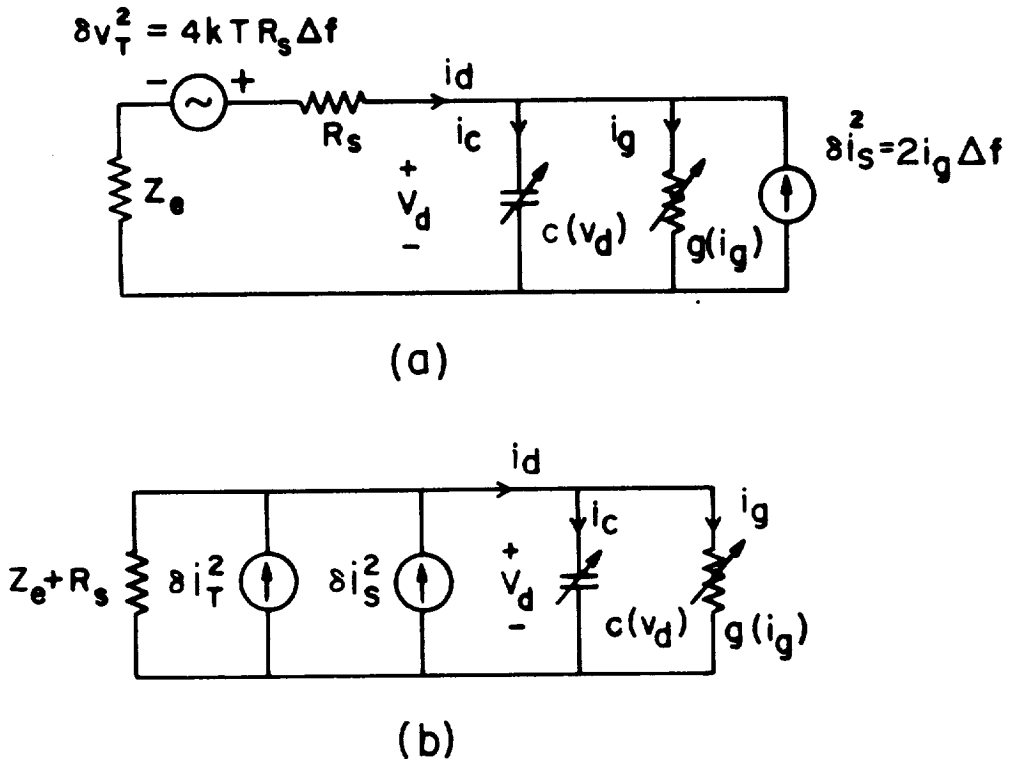 δv_T^2 = 4kTR_sΔf
- ~ +
R_s
i_d
i_c
i_g
δi_s^2=2i_gΔf
Z_e
+
V_d
-
c(v_d)
g(i_g)
(a)
i_d
i_c
i_g
Z_e+R_s
δi_T^2
δi_s^2
+
V_d
-
c(v_d)
g(i_g)
(b)